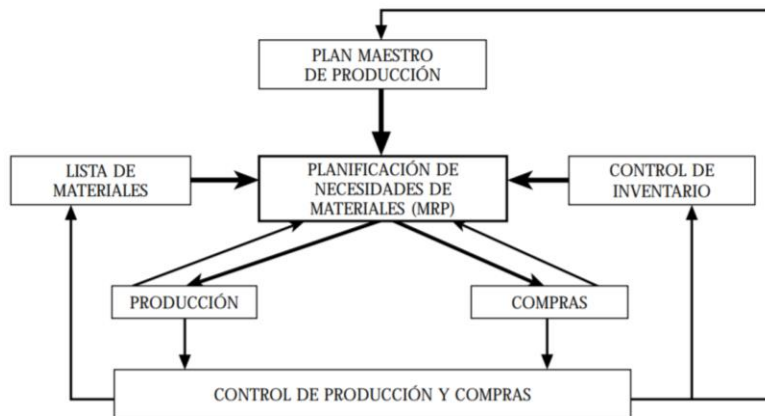 PLAN MAESTRO
DE PRODUCCIÓN
LISTA DE
MATERIALES
PLANIFICACIÓN DE
NECESIDADES DE
MATERIALES (MRP)
CONTROL DE
INVENTARIO
PRODUCCIÓN
COMPRAS
CONTROL DE PRODUCCIÓN Y COMPRAS